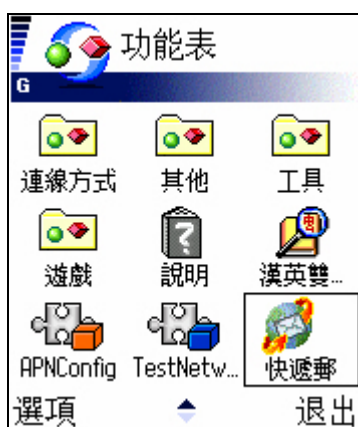 功能表
G
連線方式 其他 工具
遊戲 說明 漢英雙...
APNConfig TestNetw... 快遞郵
選項 退出